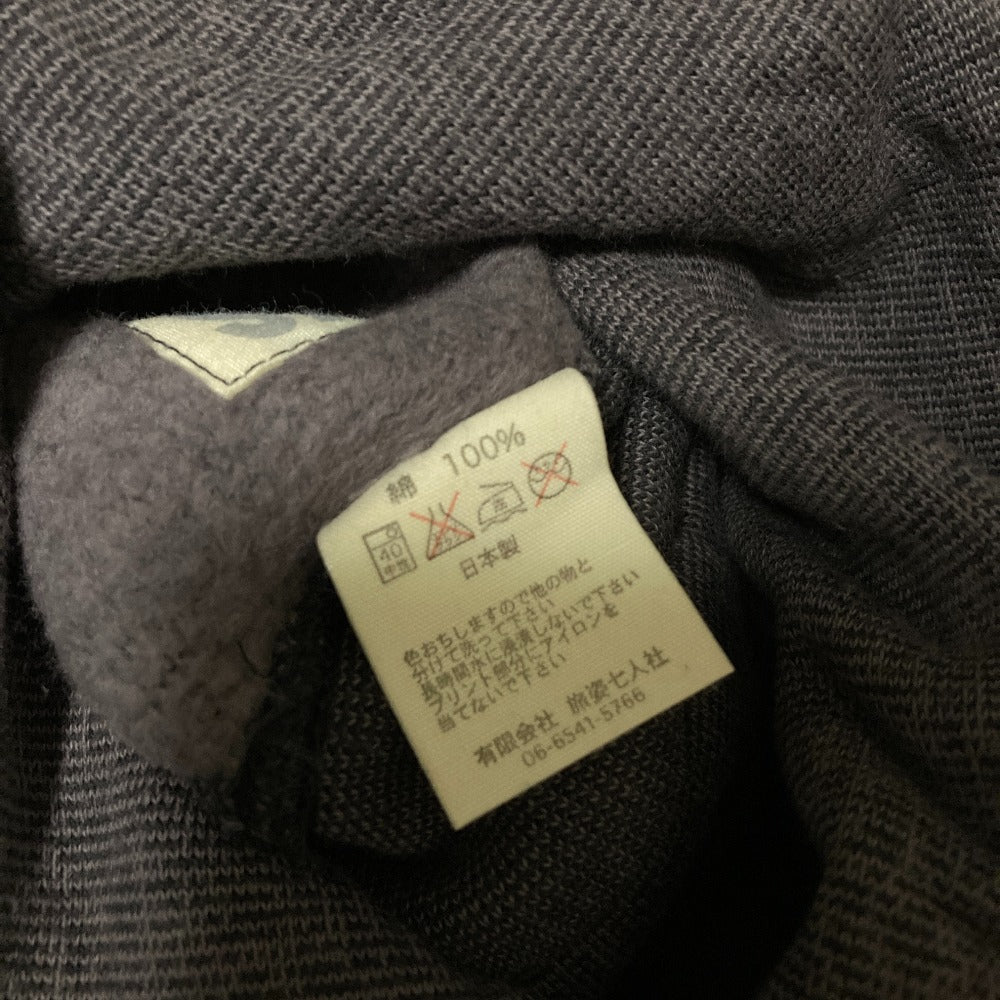 綿 100%
40
中性
日本製
色おちしますので他の物と
分けて洗って下さい
長時間水に浸漬しないで下さい
プリント部分にアイロンを
当てないで下さい
有限会社 旅姿七人社
06-6541-5766